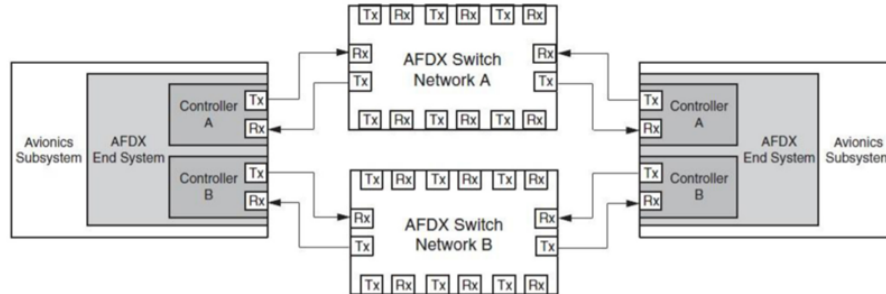 Tx Rx Tx Rx Tx Rx
Rx AFDX Switch Rx
Tx Network A Tx
Tx Rx Tx Rx Tx Rx
Avionics
Subsystem
AFDX
End System
Controller
A
Tx
Rx
Controller
B
Tx
Rx
Tx
Rx
Controller
A
Tx
Rx
Controller
B
AFDX
End System
Avionics
Subsystem
Tx Rx Tx Rx Tx Rx
Rx AFDX Switch Rx
Tx Network B Tx
Tx Rx Tx Rx Tx Rx